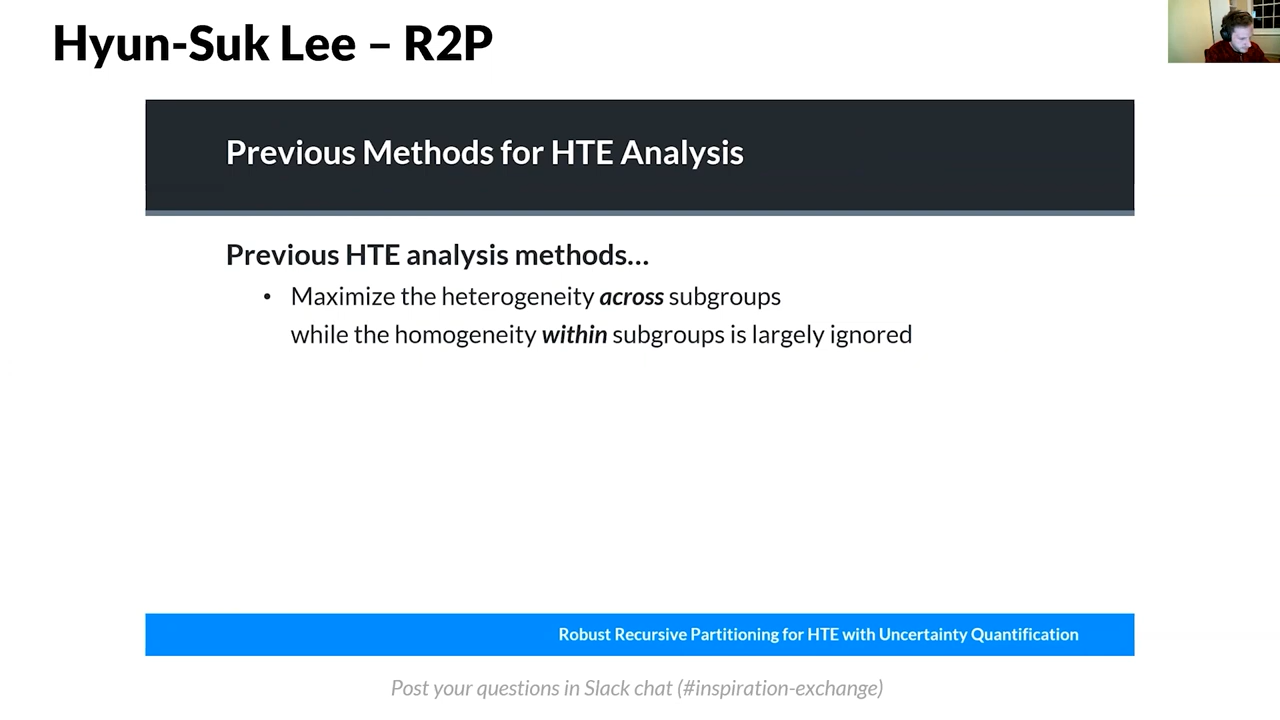 Hyun-Suk Lee – R2P
Previous Methods for HTE Analysis
Previous HTE analysis methods...
• Maximize the heterogeneity across subgroups
while the homogeneity within subgroups is largely ignored
Robust Recursive Partitioning for HTE with Uncertainty Quantification
Post your questions in Slack chat (#inspiration-exchange)